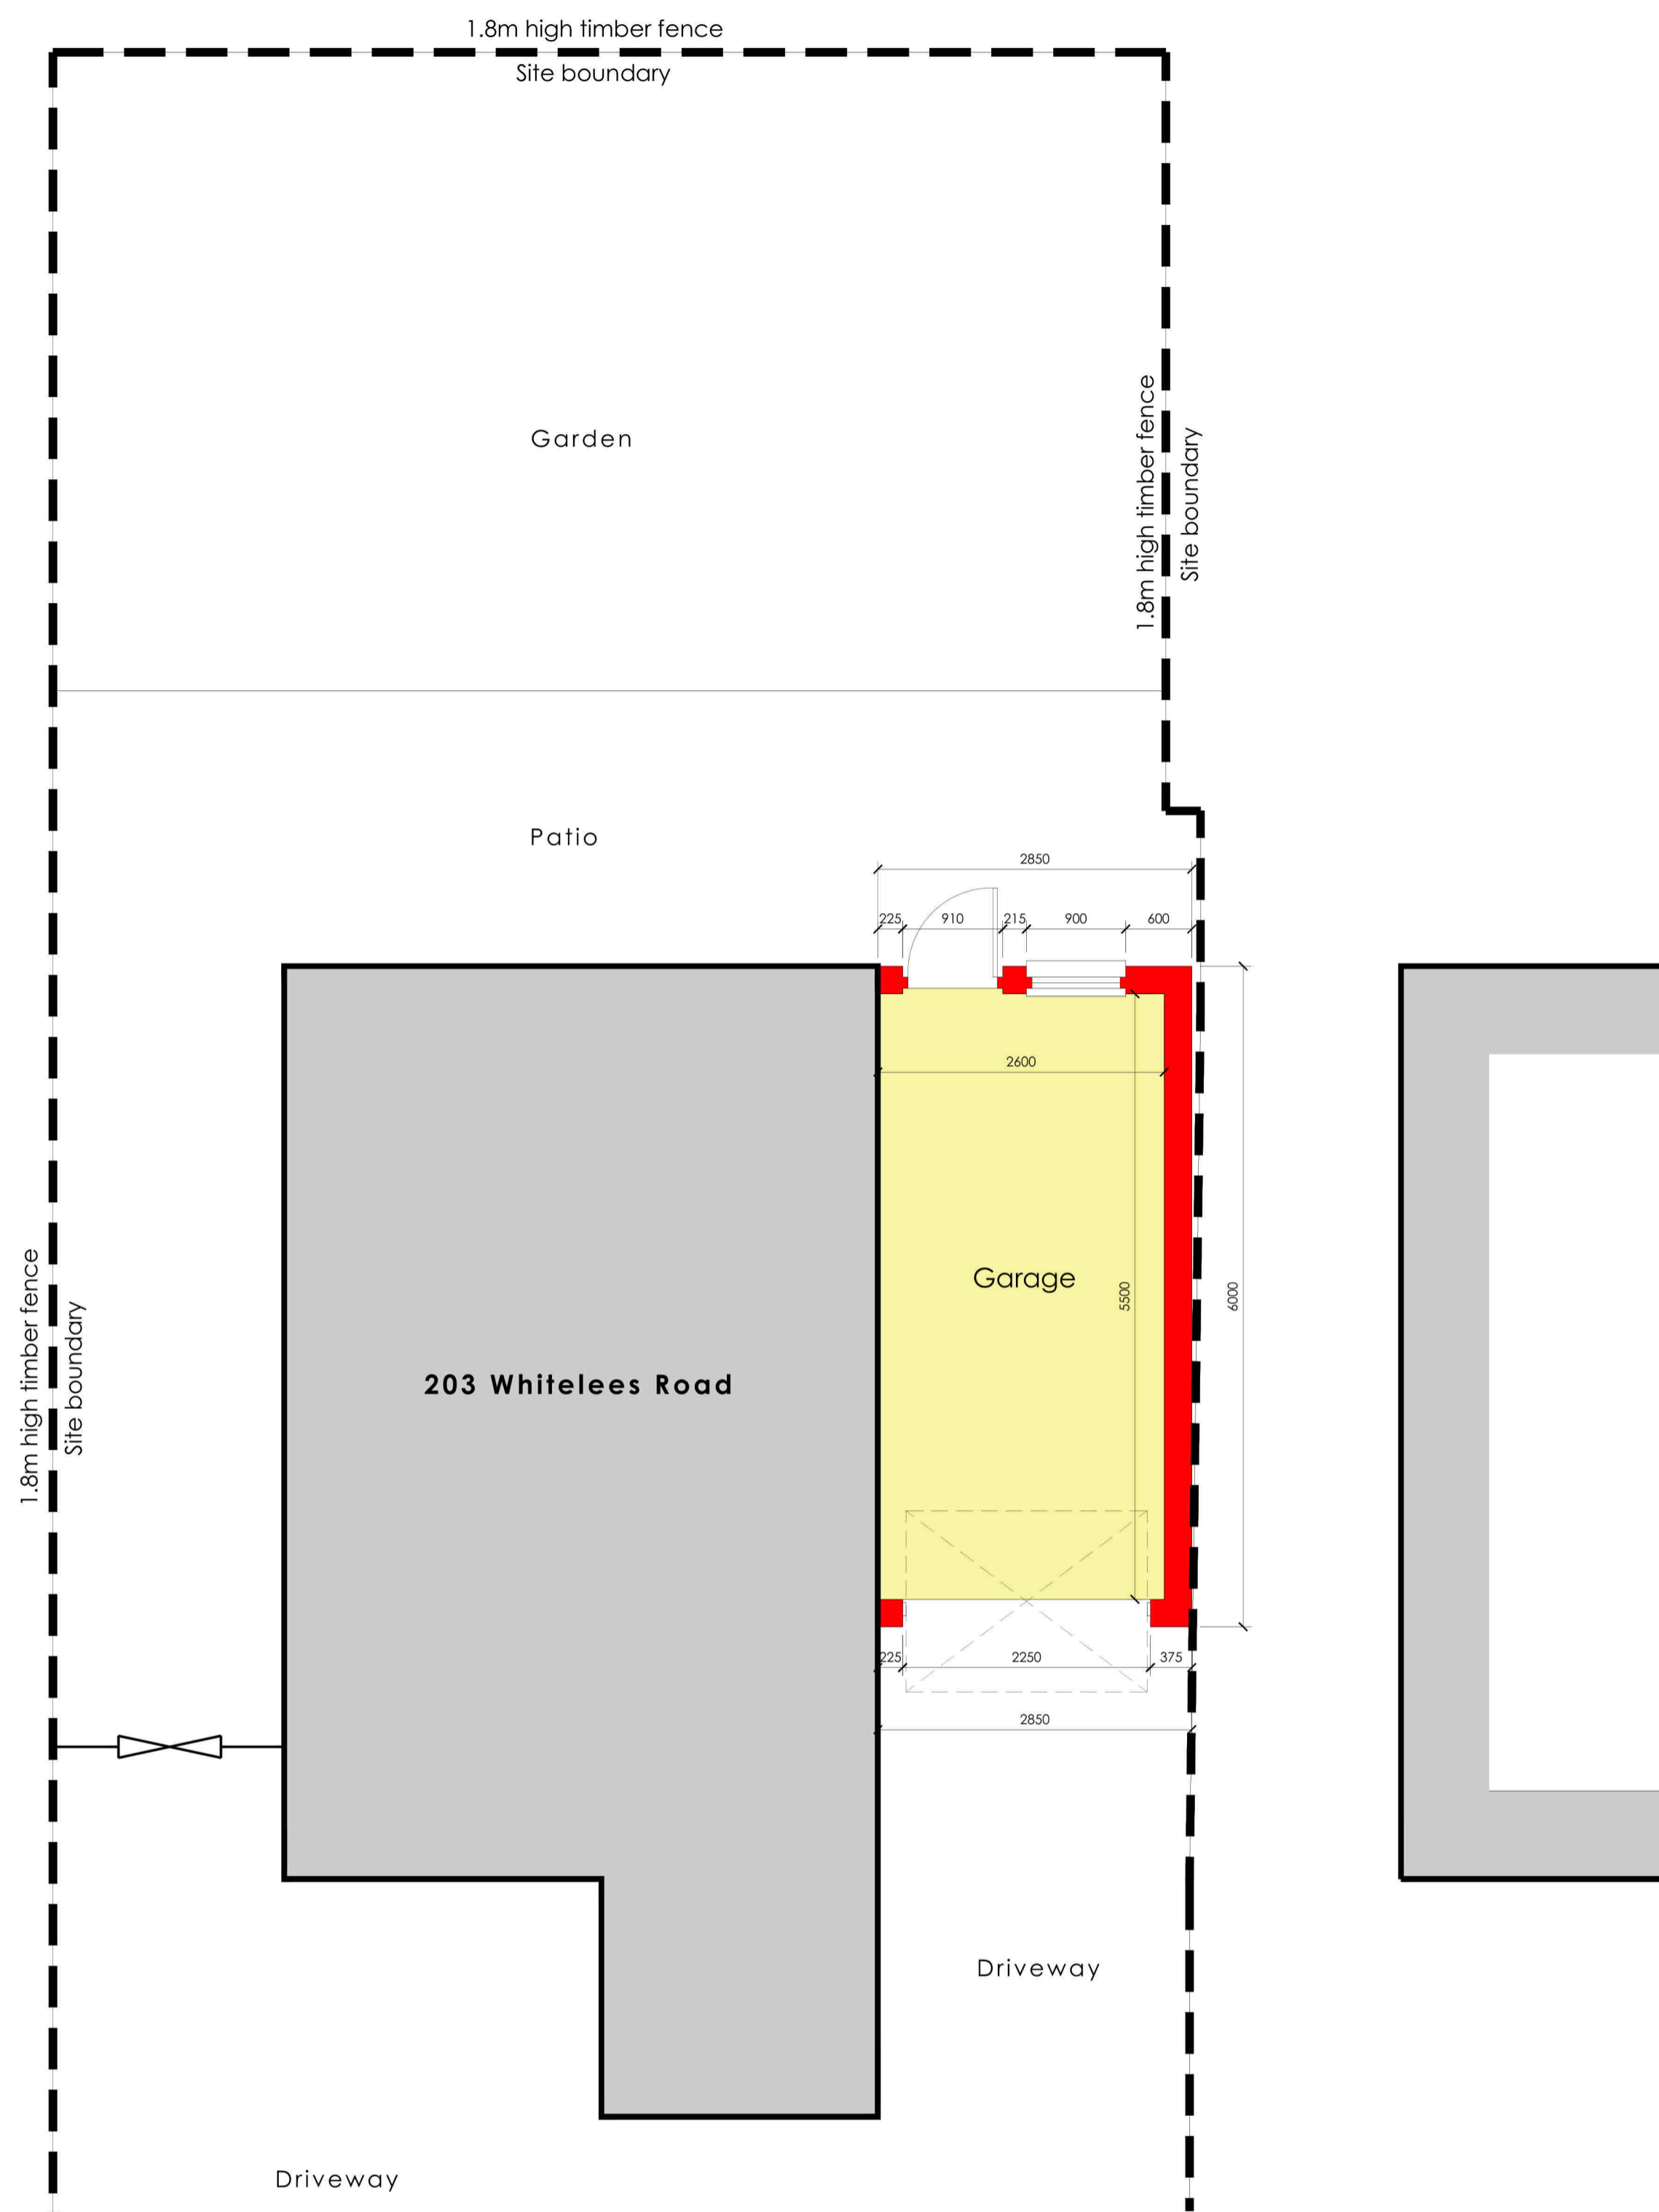 1.8m high timber fence
Site boundary
Garden
1.8m high timber fence
Site boundary
Patio
2850
225
910
215
900
600
2600
Garage
5500
6000
1.8m high timber fence
Site boundary
203 Whitelees Road
225
2250
375
2850
Driveway
Driveway